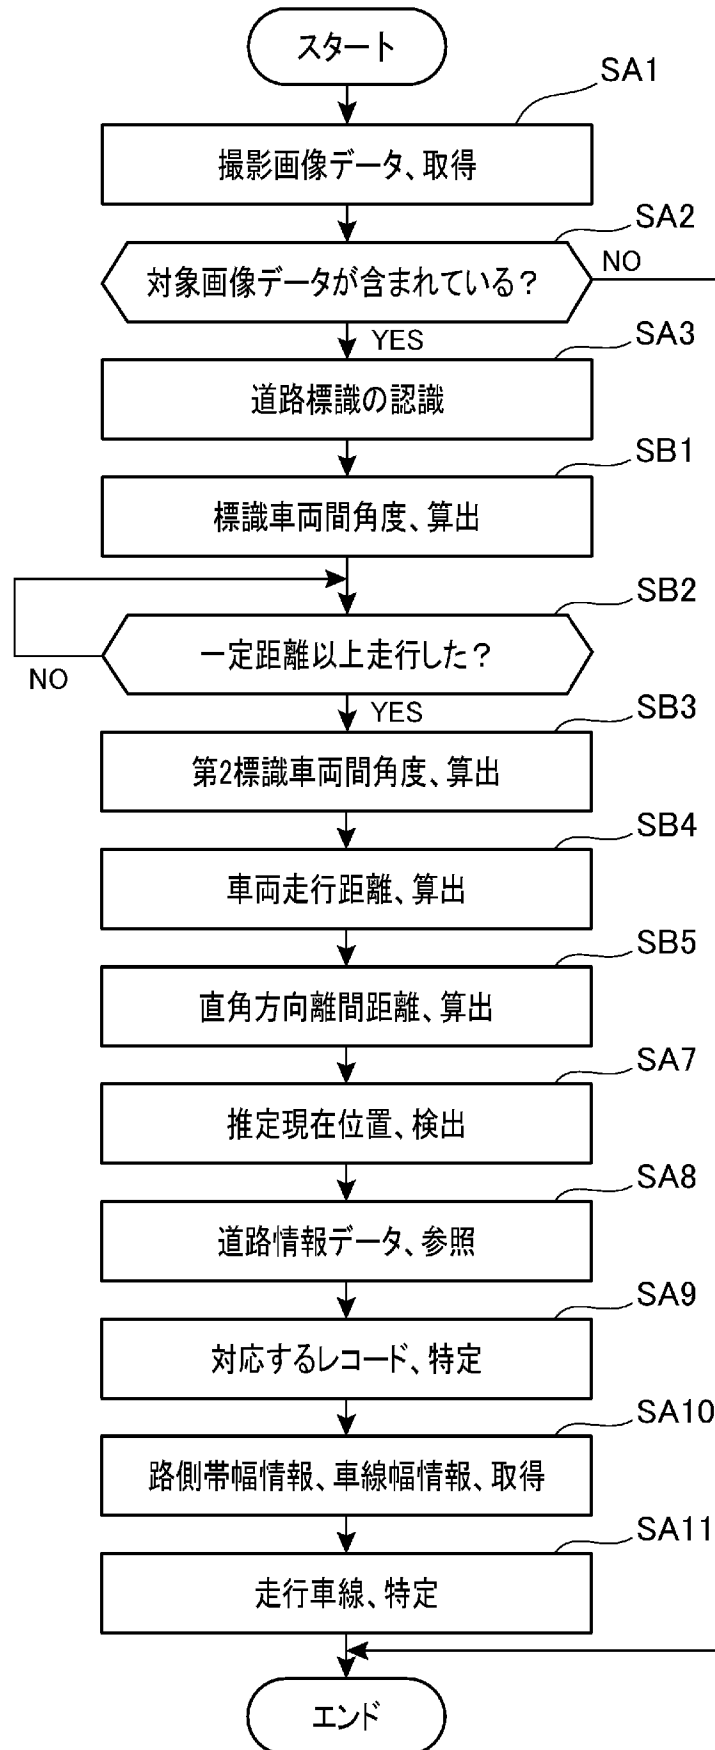 スタート
SA1
撮影画像データ、取得
SA2
対象画像データが含まれている?
NO
YES
SA3
道路標識の認識
SB1
標識車両間角度、算出
SB2
一定距離以上走行した?
NO
YES
SB3
第2標識車両間角度、算出
SB4
車両走行距離、算出
SB5
直角方向離間距離、算出
SA7
推定現在位置、検出
SA8
道路情報データ、参照
SA9
対応するレコード、特定
SA10
路側帯幅情報、車線幅情報、取得
SA11
走行車線、特定
エンド